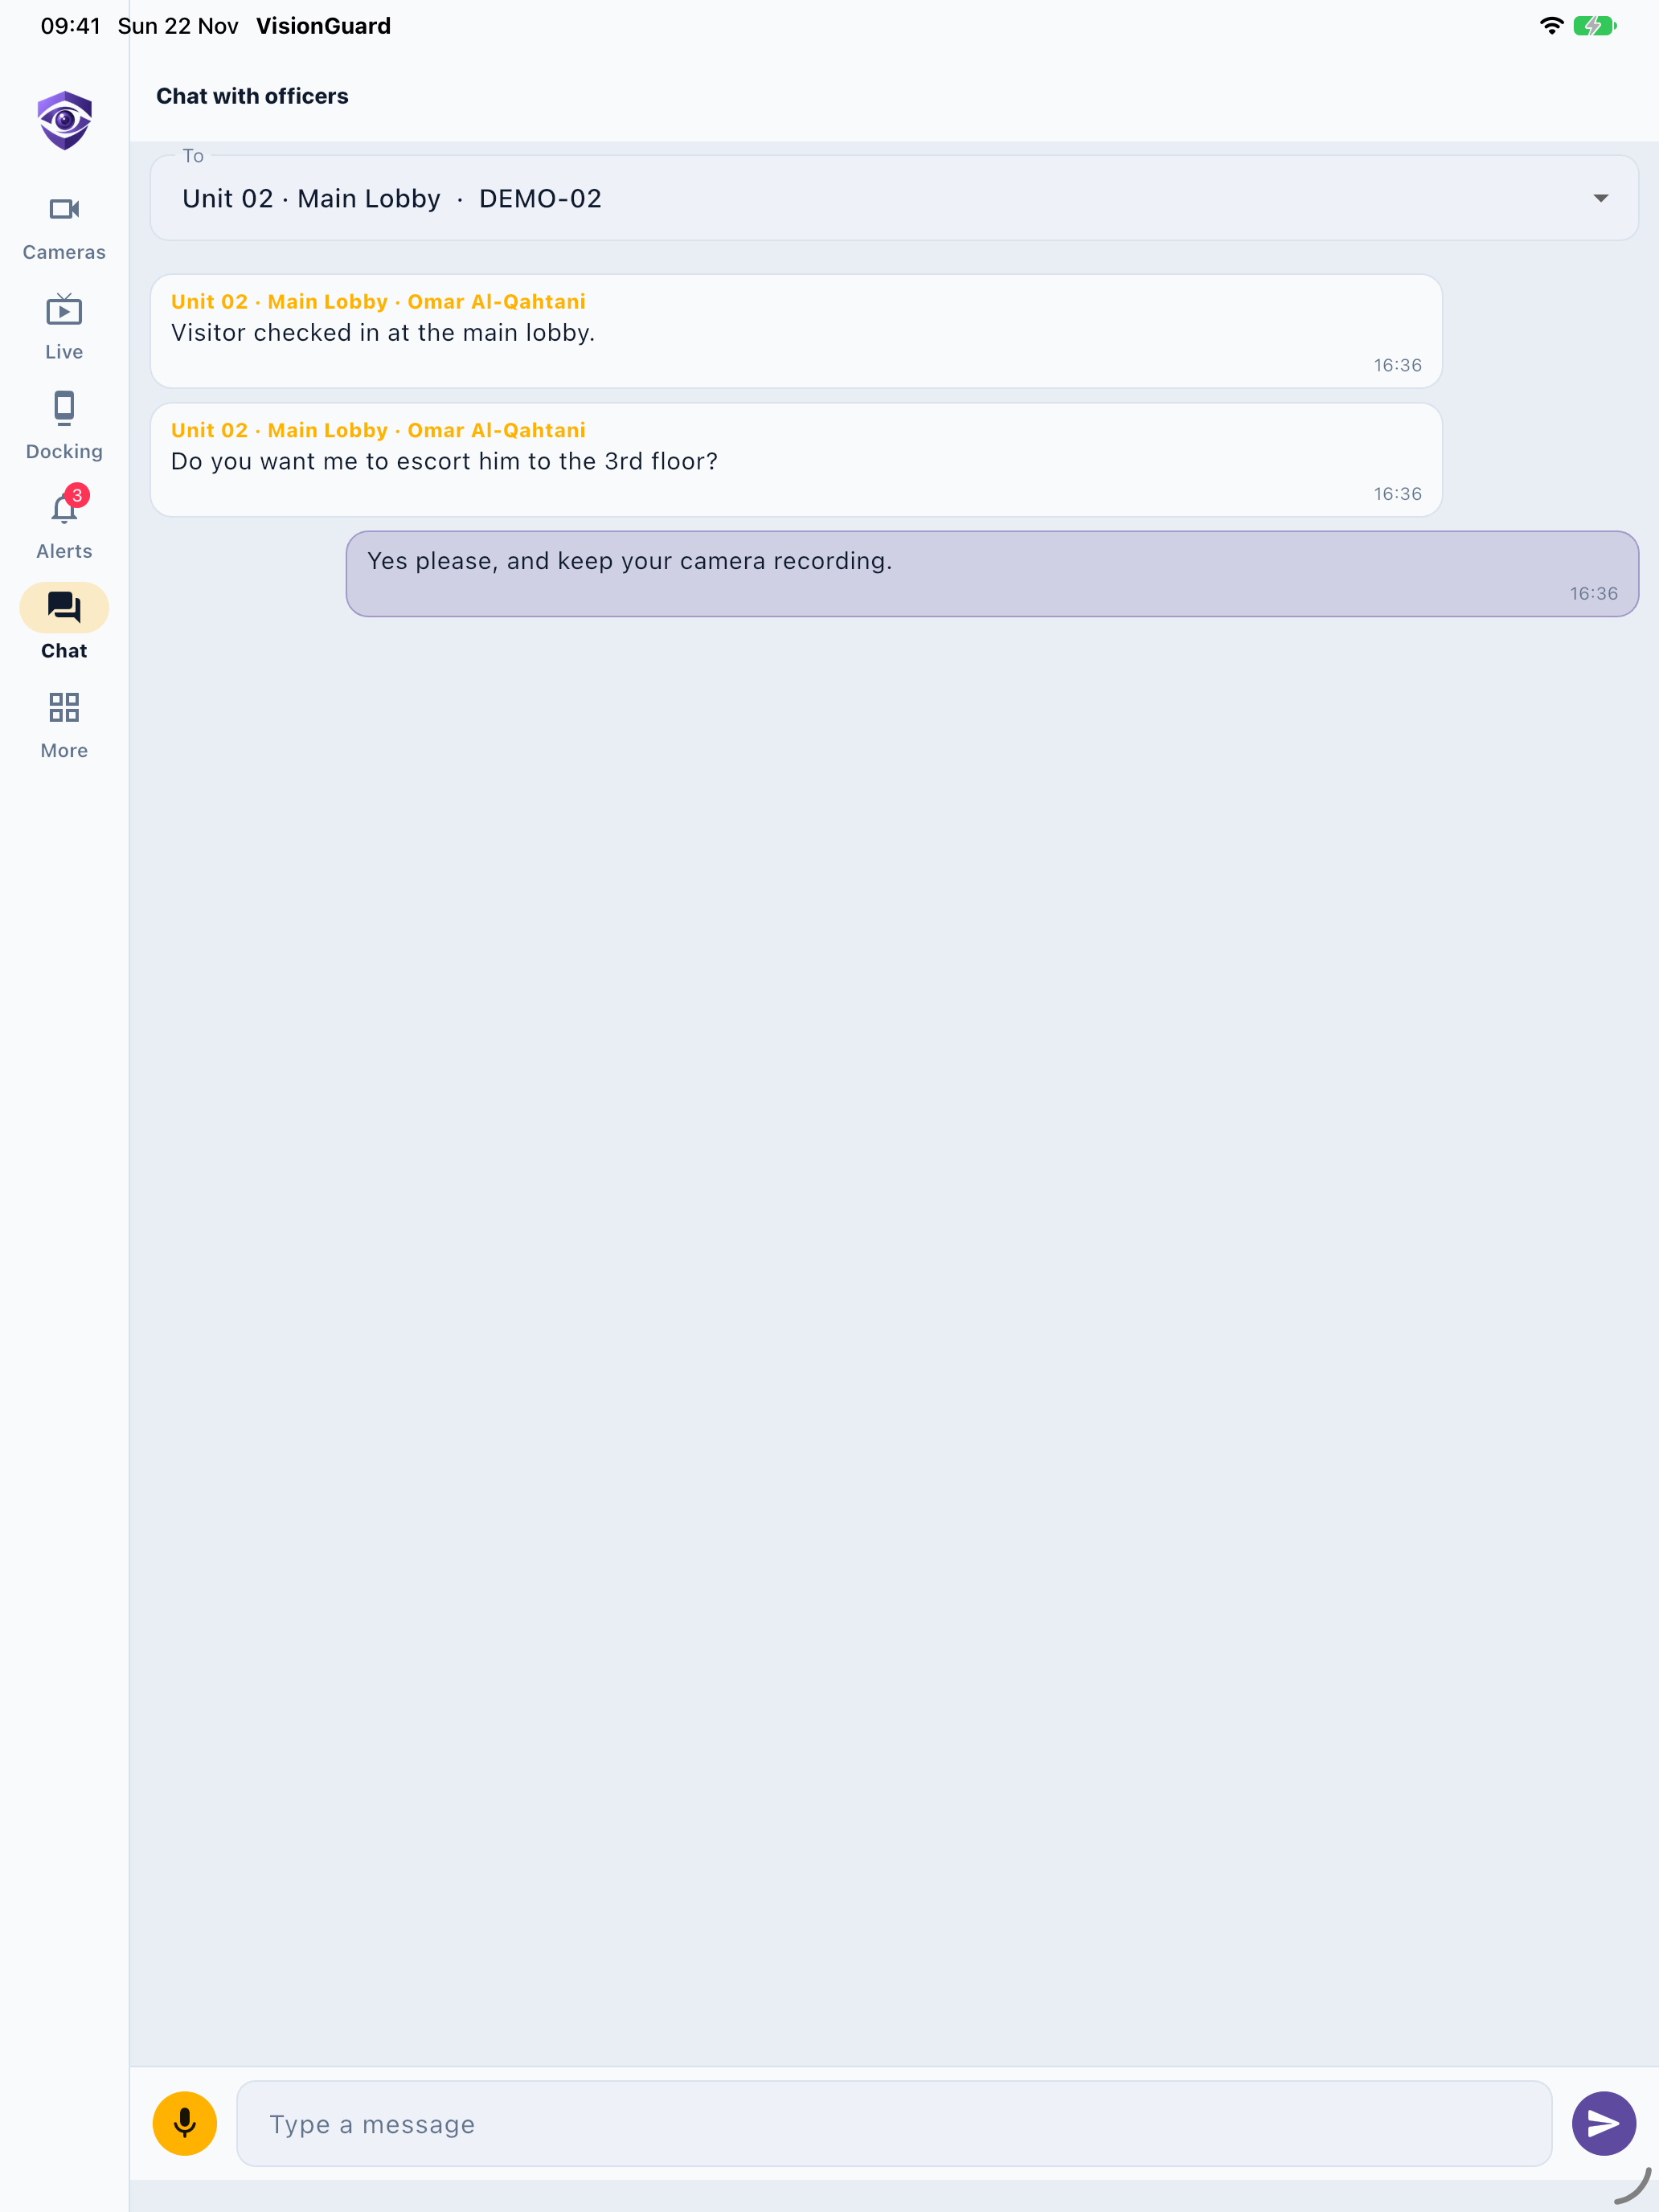 09:41 Sun 22 Nov VisionGuard
Chat with officers
Cameras
Live
Docking
3
Alerts
Chat
More
To
Unit 02 · Main Lobby · DEMO-02
Unit 02 · Main Lobby · Omar Al-Qahtani
Visitor checked in at the main lobby.
16:36
Unit 02 · Main Lobby · Omar Al-Qahtani
Do you want me to escort him to the 3rd floor?
16:36
Yes please, and keep your camera recording.
16:36
Type a message